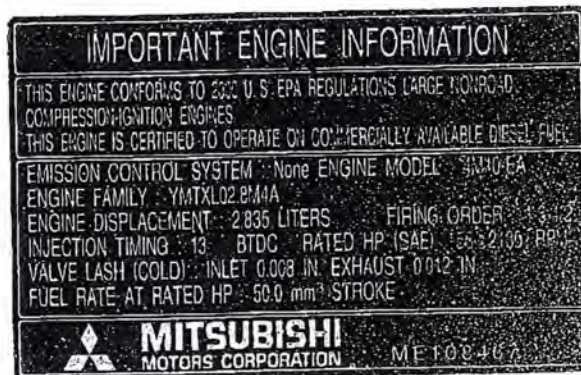 IMPORTANT ENGINE INFORMATION
THIS ENGINE CONFORMS TO U.S. EPA REGULATIONS LARGE NONROAD
COMPRESSION-IGNITION ENGINES
THIS ENGINE IS CERTIFIED TO OPERATE ON COMMERCIALLY AVAILABLE DIESEL FUEL
EMISSION CONTROL SYSTEM : None ENGINE MODEL :
ENGINE FAMILY : YMTXL02.8M4A
ENGINE DISPLACEMENT : 2.835 LITERS FIRING ORDER :
INJECTION TIMING : 13 BTDC RATED HP (SAE) :
VALVE LASH (COLD) : INLET 0.008 IN. EXHAUST 0.012 IN
FUEL RATE AT RATED HP : 50.0 mm³ STROKE
MITSUBISHI
MOTORS CORPORATION
ME108467